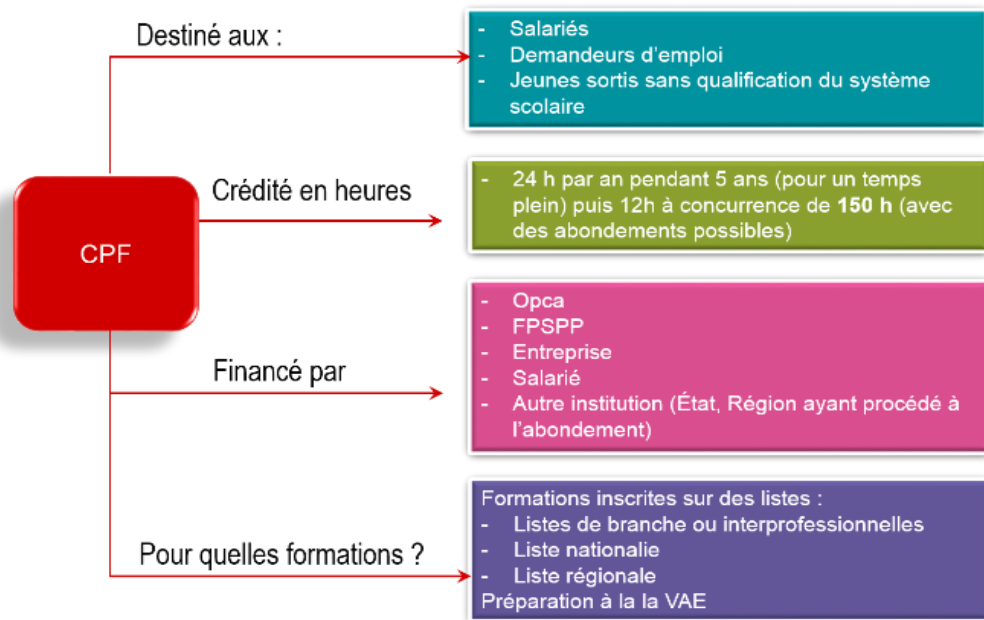 Destiné aux :
- Salariés
- Demandeurs d'emploi
- Jeunes sortis sans qualification du système
scolaire
CPF
Crédité en heures
- 24 h par an pendant 5 ans (pour un temps
plein) puis 12h à concurrence de 150 h (avec
des abondements possibles)
Financé par
- Opca
- FPSPP
- Entreprise
- Salarié
- Autre institution (État, Région ayant procédé à
l'abondement)
Pour quelles formations ?
Formations inscrites sur des listes :
- Listes de branche ou interprofessionnelles
- Liste nationalie
- Liste régionale
Préparation à la la VAE